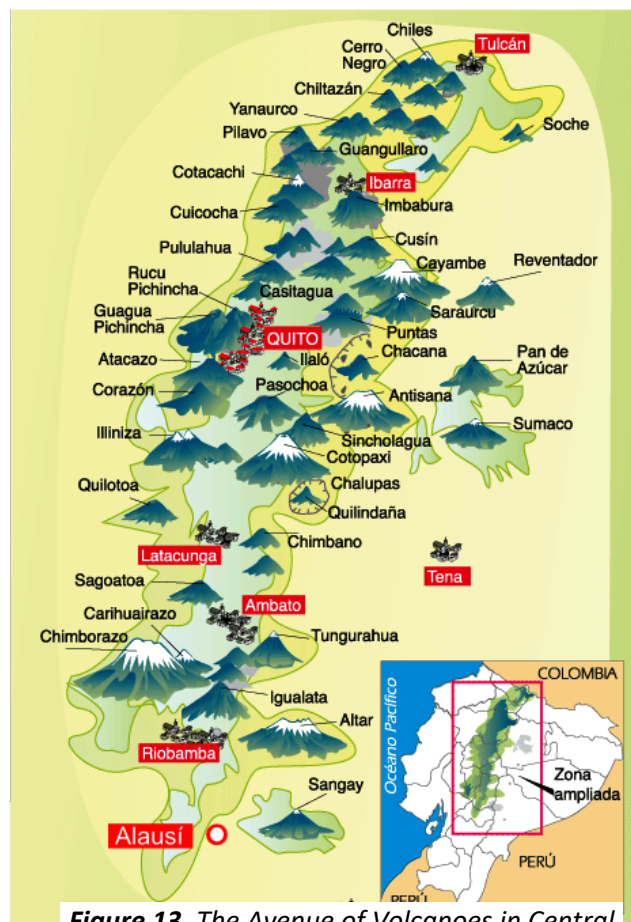 Chiles
Cerro
Negro
Tulcán
Chiltazán
Yanaurco
Pilavo
Soche
Guangullaro
Cotacachi
Ibarra
Imbabura
Cuicocha
Cusín
Pululahua
Cayambe
Reventador
Rucu
Pichincha
Casitagua
Saraurcu
Guagua
Pichincha
QUITO
Puntas
Chacana
Atacazo
Ilaló
Pan de
Azúcar
Corazón
Pasochoa
Antisana
Illiniza
Sincholagua
Sumaco
Cotopaxi
Quilotoa
Chalupas
Quilindaña
Latacunga
Chimbano
Tena
Sagoatoa
Ambato
Carihuairazo
Chimborazo
Tungurahua
Igualata
Altar
Riobamba
Sangay
Alausí
COLOMBIA
Océano Pacífico
Zona
ampliada
PERÚ
PERÚ
Figure 13. The Avenue of Volcanoes in Central